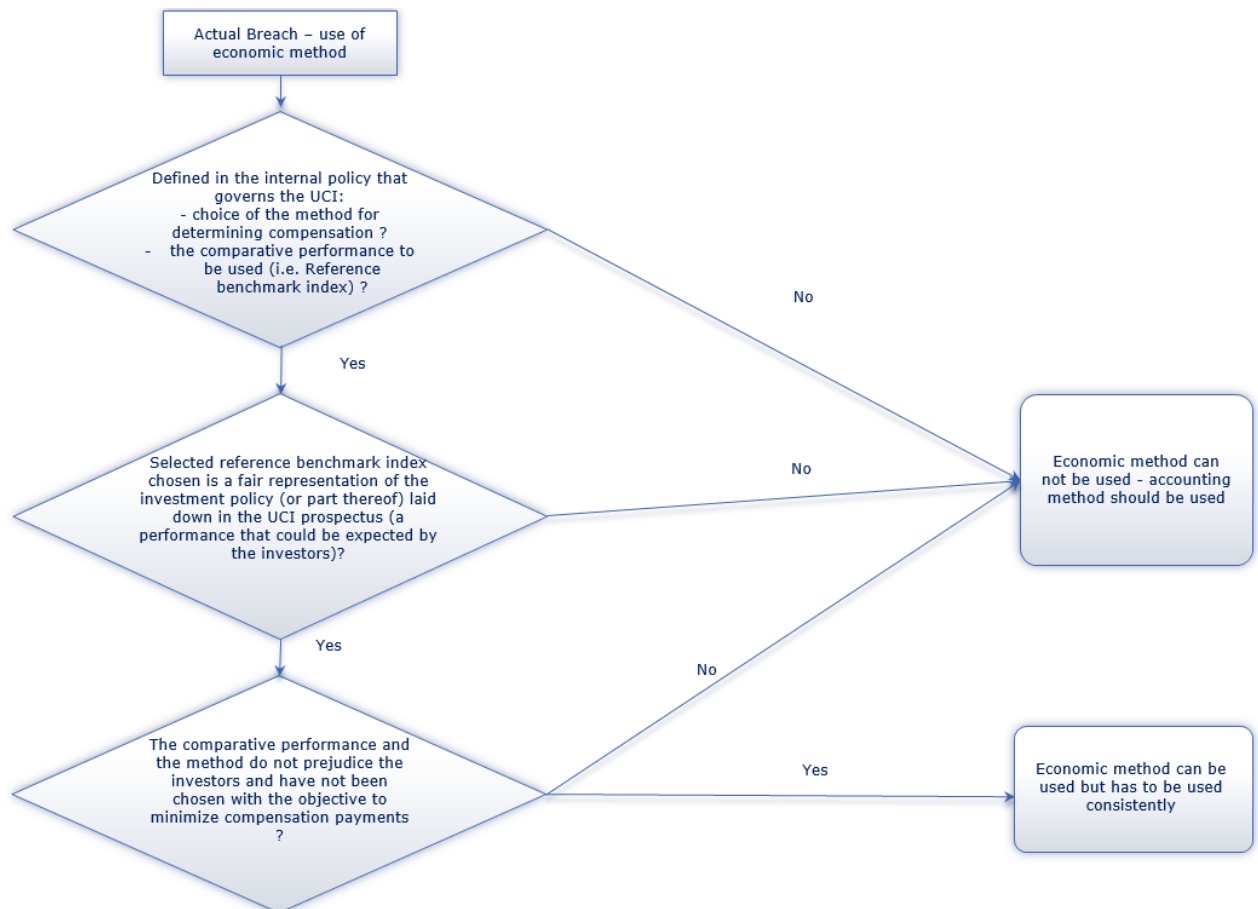 Actual Breach – use of
economic method
Defined in the internal policy that
governs the UCI:
- choice of the method for
determining compensation ?
- the comparative performance to
be used (i.e. Reference
benchmark index) ?
No
Yes
Selected reference benchmark index
chosen is a fair representation of the
investment policy (or part thereof) laid
down in the UCI prospectus (a
performance that could be expected by
the investors)?
No
Economic method can
not be used - accounting
method should be used
Yes
No
The comparative performance and
the method do not prejudice the
investors and have not been
chosen with the objective to
minimize compensation payments
?
Yes
Economic method can be
used but has to be used
consistently